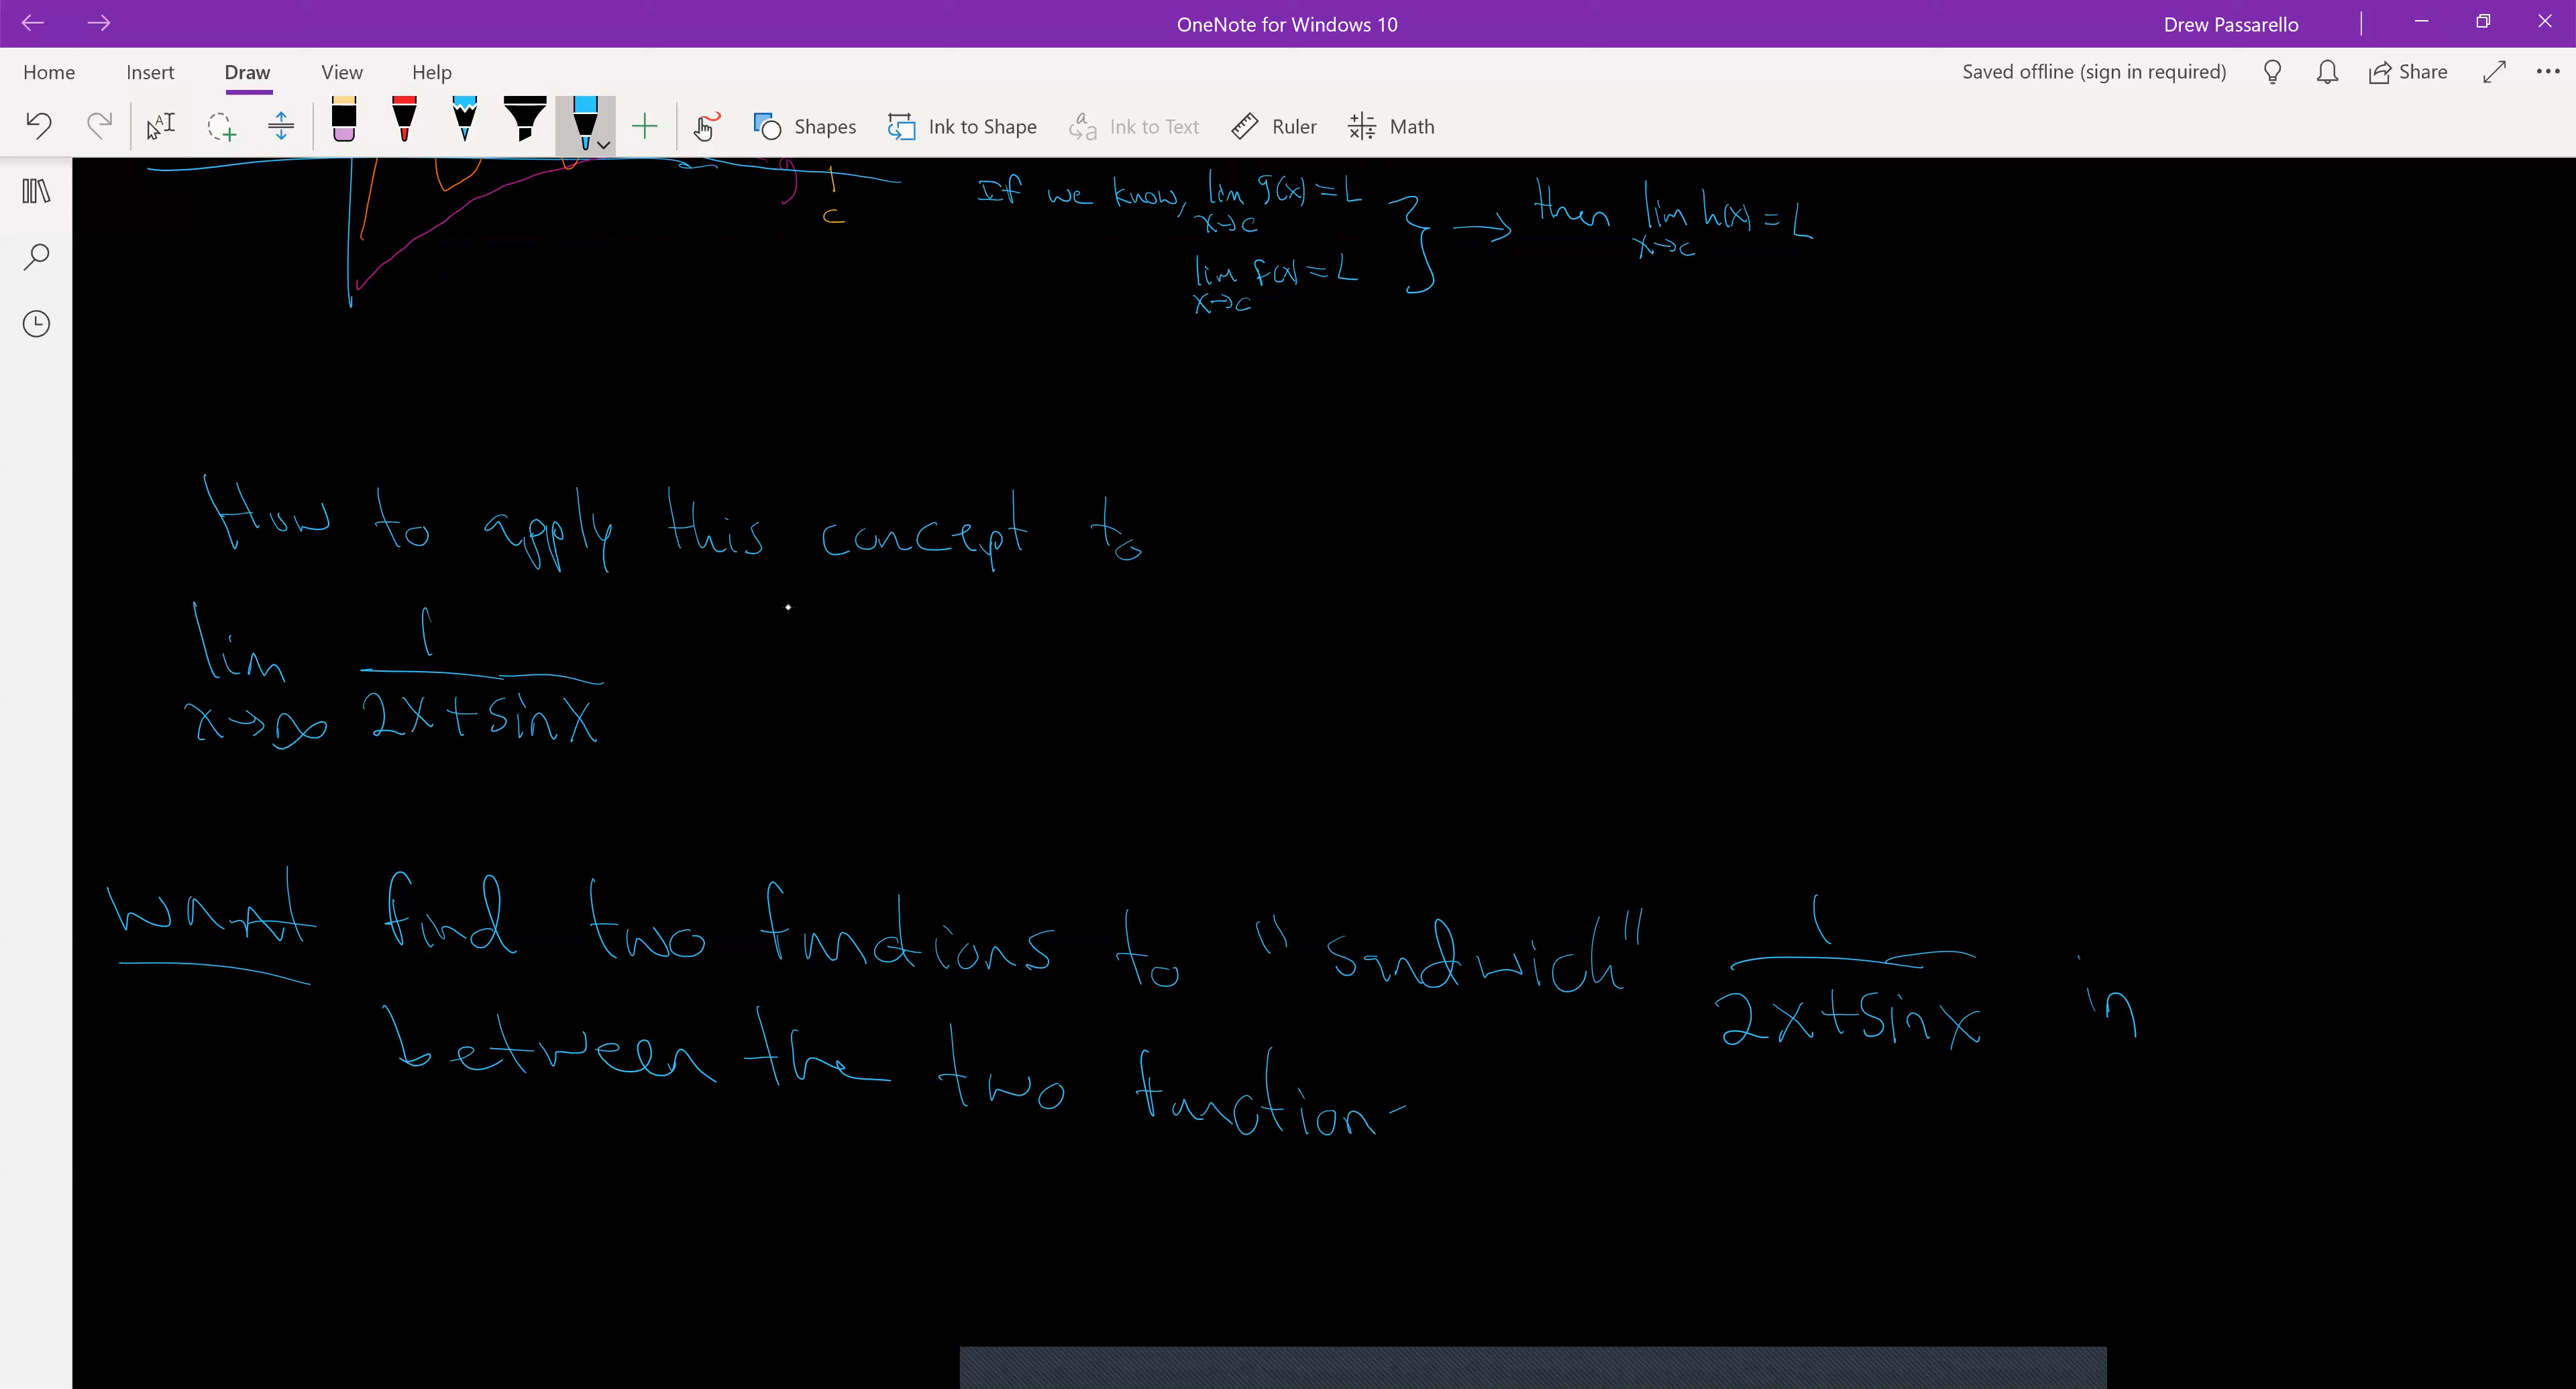 OneNote for Windows 10
Drew Passarello
Home Insert Draw View Help
Saved offline (sign in required) Share
Shapes Ink to Shape Ink to Text Ruler Math
If we know, lim g(x) = L
x→c
lim f(x) = L
x→c
then lim h(x) = L
x→c
c
How to apply this concept to
lim 1
x→∞ 2x+sinx
want find two functions to "sandwich" 1 in
2x+sinx
between the two function